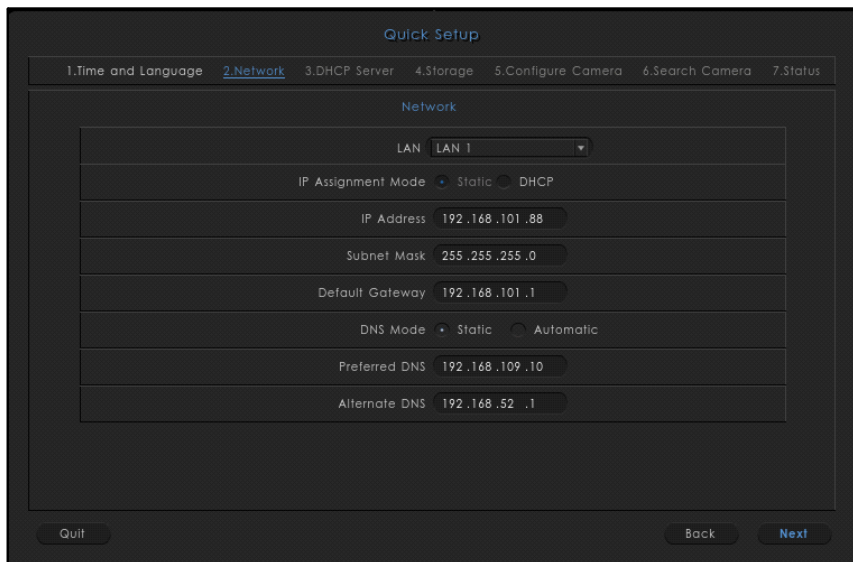 Quick Setup
1.Time and Language 2.Network 3.DHCP Server 4.Storage 5.Configure Camera 6.Search Camera 7.Status
Network
LAN LAN 1
IP Assignment Mode Static DHCP
IP Address 192 .168 .101 .88
Subnet Mask 255 .255 .255 .0
Default Gateway 192 .168 .101 .1
DNS Mode Static Automatic
Preferred DNS 192 .168 .109 .10
Alternate DNS 192 .168 .52 .1
Quit Back Next